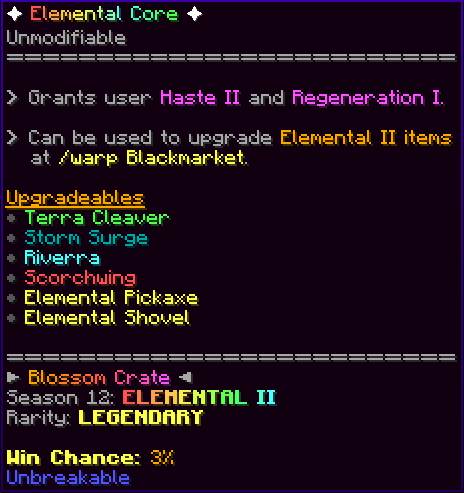 ✦ Elemental Core ✦
Unmodifiable
==============================
> Grants user Haste II and Regeneration I.
> Can be used to upgrade Elemental II items
at /warp Blackmarket.
Upgradeables
• Terra Cleaver
• Storm Surge
• Riverra
• Scorchwing
• Elemental Pickaxe
• Elemental Shovel
==============================
► Blossom Crate ◄
Season 12: ELEMENTAL II
Rarity: LEGENDARY
Win Chance: 3%
Unbreakable